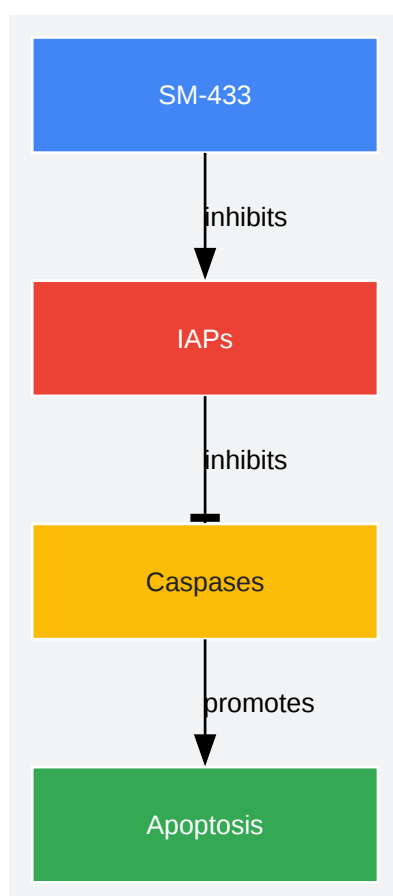 SM-433
inhibits
IAPs
inhibits
Caspases
promotes
Apoptosis